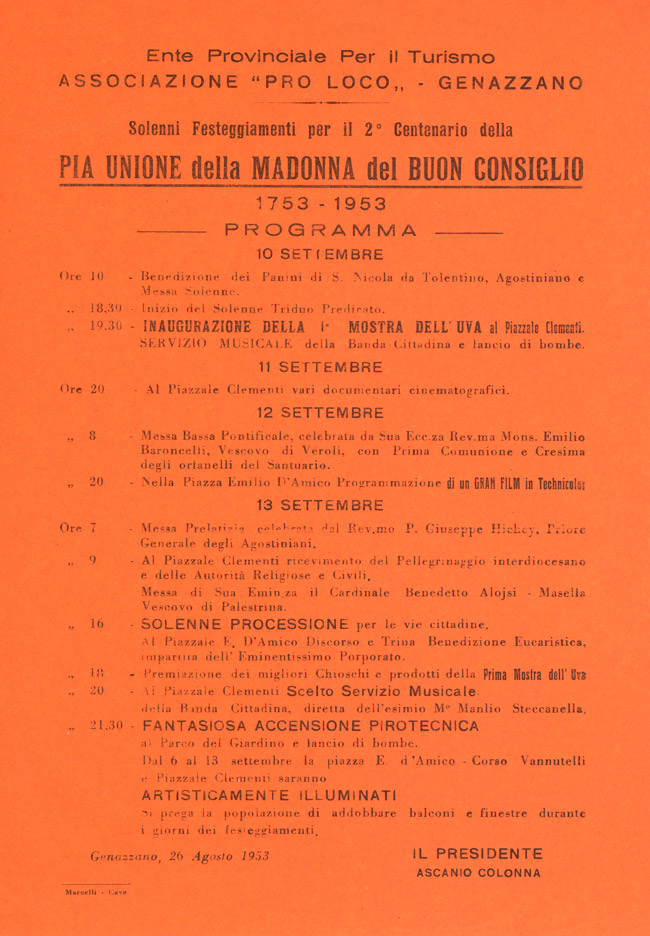 Ente Provinciale Per il Turismo
ASSOCIAZIONE "PRO LOCO„ - GENAZZANO
Solenni Festeggiamenti per il 2° Centenario della
PIA UNIONE della MADONNA del BUON CONSIGLIO
1753 - 1953
PROGRAMMA
10 SETTEMBRE
Ore 10 - Benedizione dei Panini di S. Nicola da Tolentino, Agostiniano e
Messa Solenne.
„ 18,30 - Inizio del Solenne Triduo Predicato.
„ 19,30 - INAUGURAZIONE DELLA 1ª MOSTRA DELL'UVA al Piazzale Clementi.
SERVIZIO MUSICALE della Banda Cittadina e lancio di bombe.
11 SETTEMBRE
Ore 20 - Al Piazzale Clementi vari documentari cinematografici.
12 SETTEMBRE
„ 8 - Messa Bassa Pontificale, celebrata da Sua Ecc.za Rev.ma Mons. Emilio
Baroncelli, Vescovo di Veroli, con Prima Comunione e Cresima
degli orfanelli del Santuario.
„ 20 - Nella Piazza Emilio D'Amico Programmazione di un GRAN FILM in Technicolor
13 SETTEMBRE
Ore 7 - Messa Prelatizia celebrata dal Rev.mo P. Giuseppe Hickey, Priore
Generale degli Agostiniani.
„ 9 - Al Piazzale Clementi ricevimento del Pellegrinaggio interdiocesano
e delle Autorità Religiose e Civili.
Messa di Sua Emin.za il Cardinale Benedetto Alojsi - Masella
Vescovo di Palestrina.
„ 16 - SOLENNE PROCESSIONE per le vie cittadine.
Al Piazzale E. D'Amico Discorso e Trina Benedizione Eucaristica,
impartita dell'Eminentissimo Porporato.
„ 18 - Premiazione dei migliori Chioschi e prodotti della Prima Mostra dell'Uva
„ 20 - Al Piazzale Clementi Scelto Servizio Musicale
della Banda Cittadina, diretta dell'esimio Mº Manlio Steccanella.
„ 21,30 - FANTASIOSA ACCENSIONE PIROTECNICA
al Parco del Giardino e lancio di bombe.
Dal 6 al 13 settembre la piazza E. d'Amico - Corso Vannutelli
e Piazzale Clementi saranno
ARTISTICAMENTE ILLUMINATI
Si prega la popolazione di addobbare balconi e finestre durante
i giorni dei festeggiamenti.
Genazzano, 26 Agosto 1953
IL PRESIDENTE
ASCANIO COLONNA
Marcelli - Cave